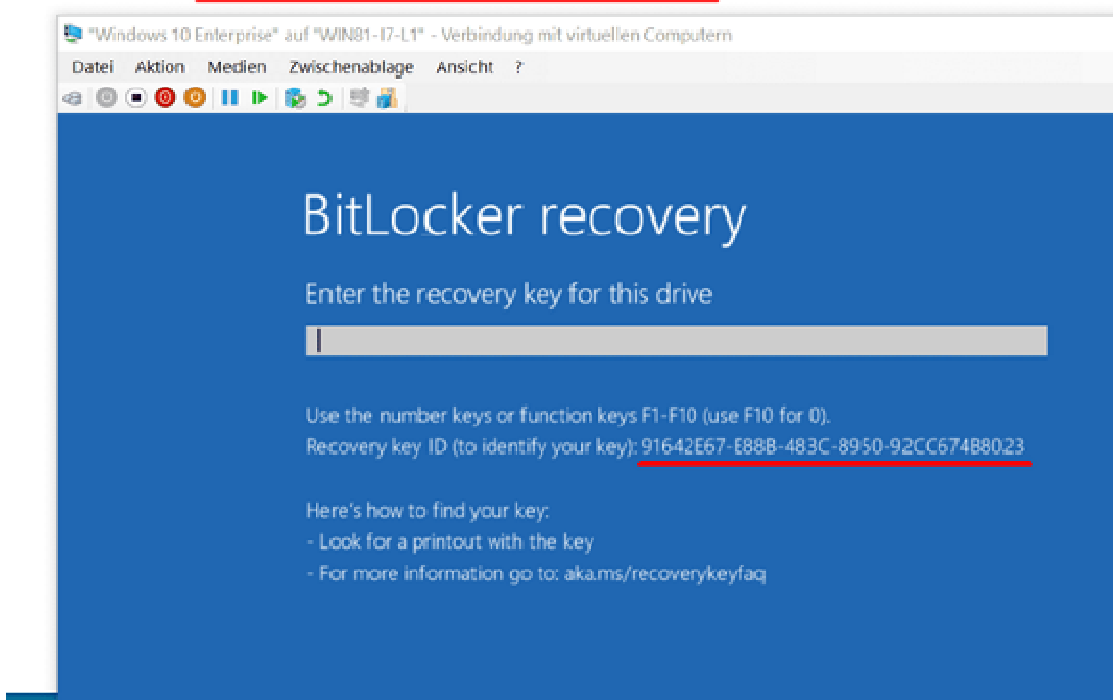 "Windows 10 Enterprise" auf "WIN81-I7-L1" - Verbindung mit virtuellen Computern
Datei Aktion Medien Zwischenablage Ansicht ?
BitLocker recovery
Enter the recovery key for this drive
Use the number keys or function keys F1-F10 (use F10 for 0).
Recovery key ID (to identify your key): 91642E67-E88B-483C-8950-92CC674B8023
Here's how to find your key:
- Look for a printout with the key
- For more information go to: aka.ms/recoverykeyfaq